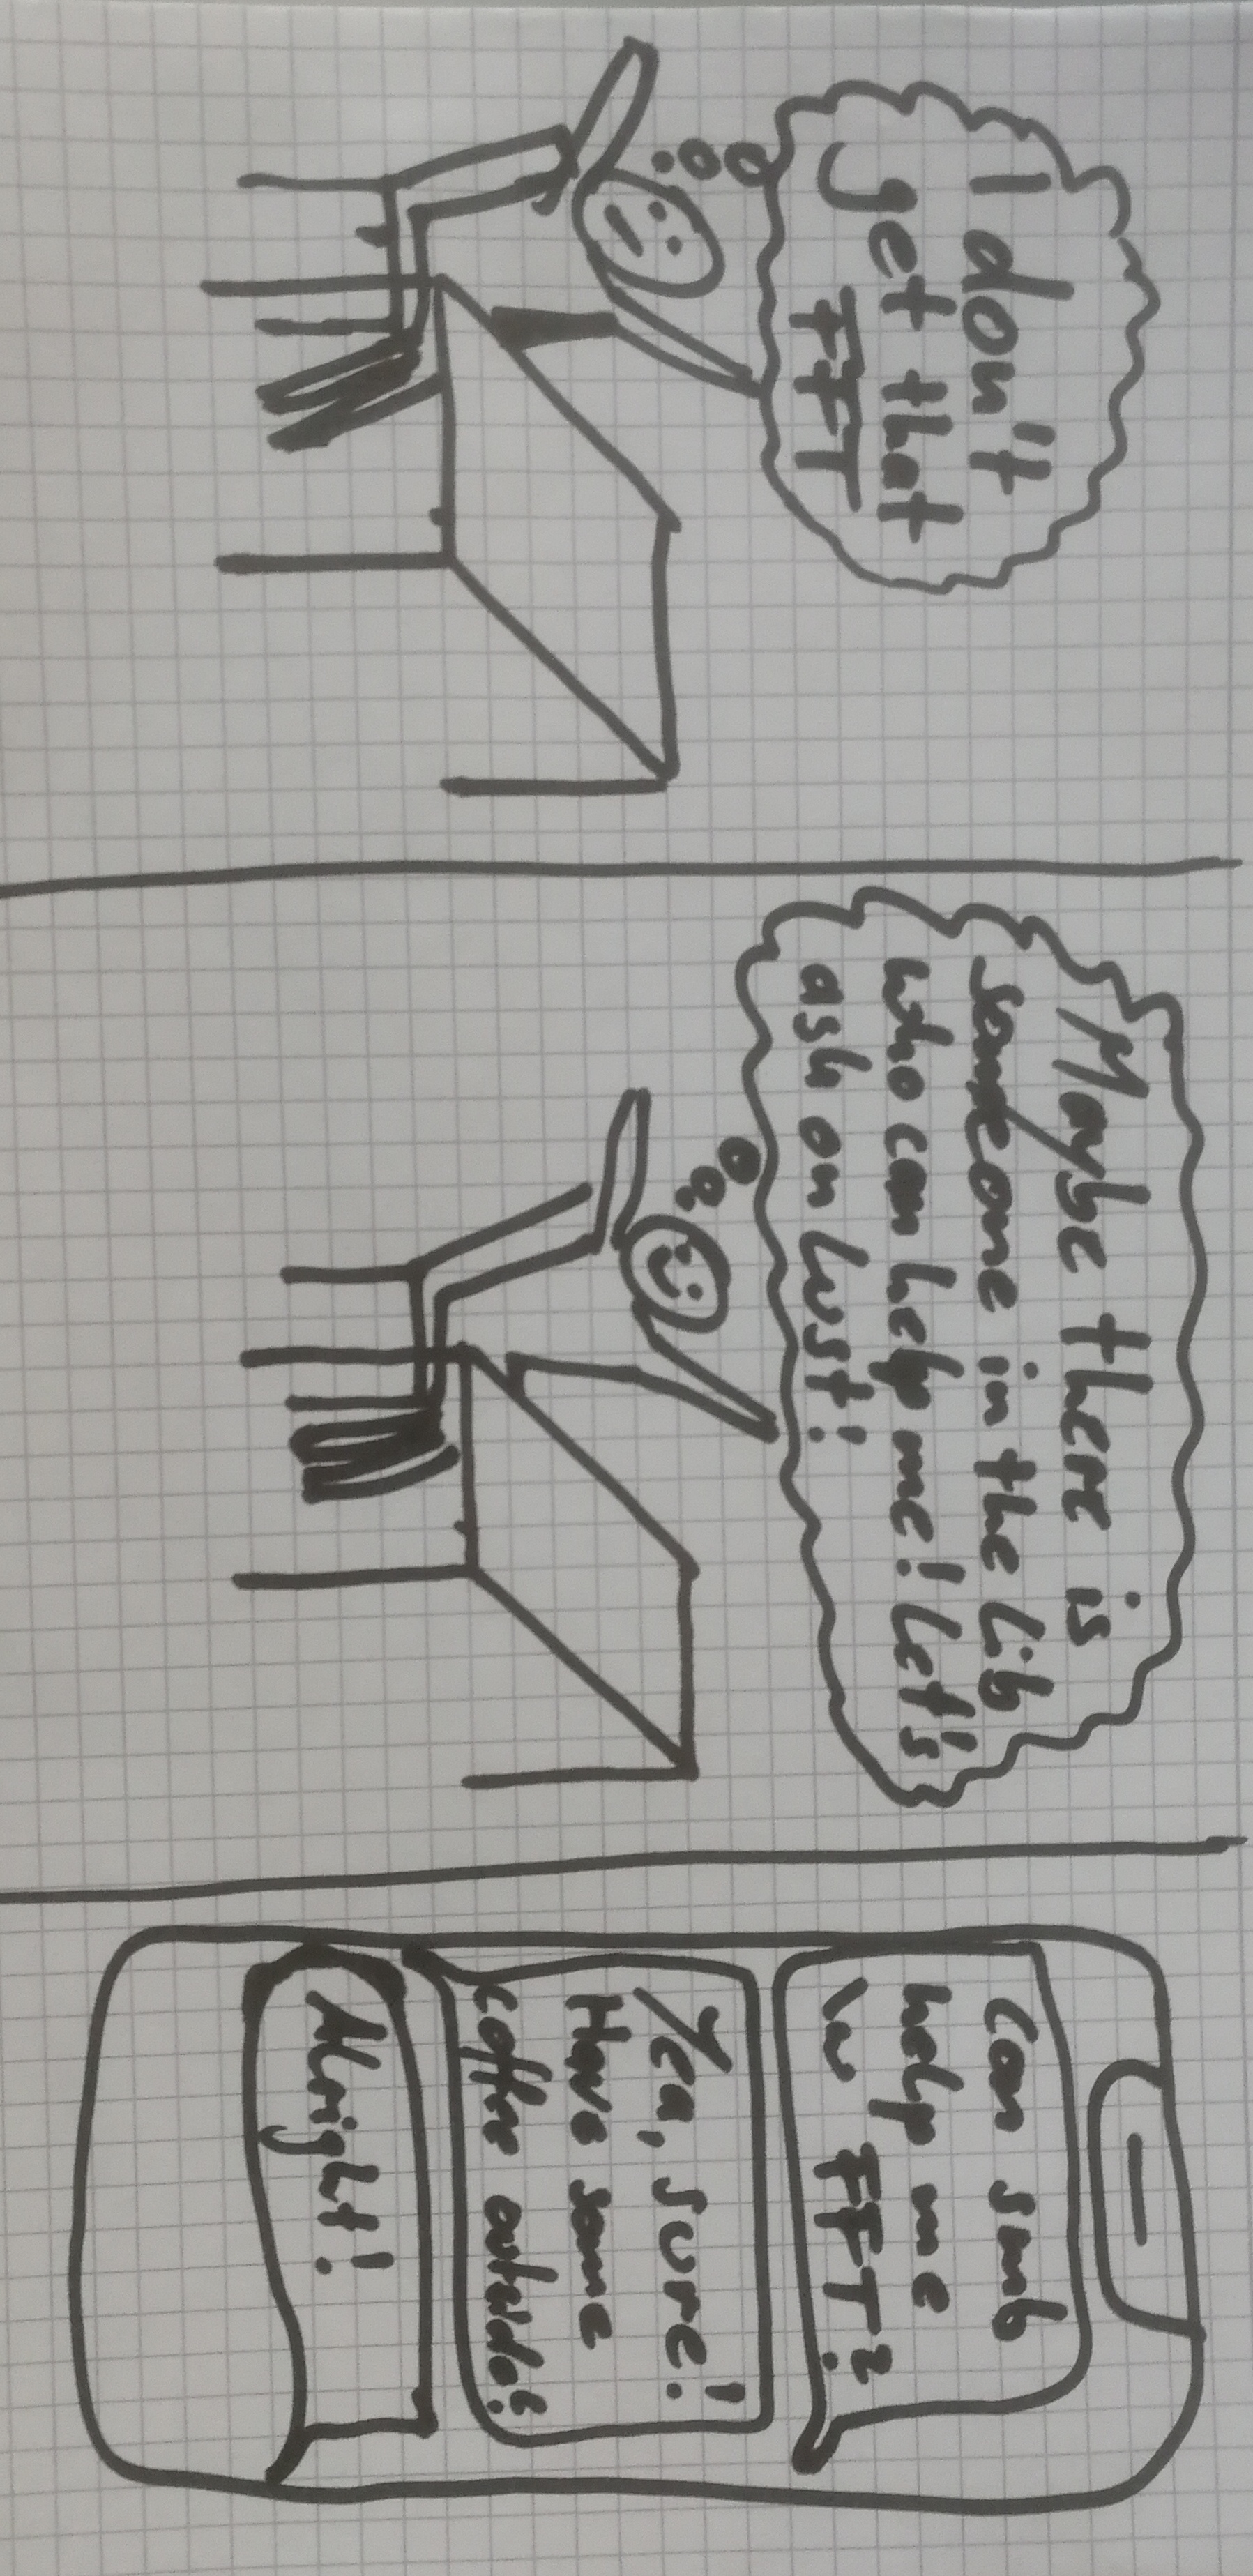 I don't
get that
FFT
Maybe there is
someone in the lib
who can help me! Let's
ask on Lust!
Can smb
help me
w FFT?
Yea, sure!
Have some
coffee outside?
Alright!